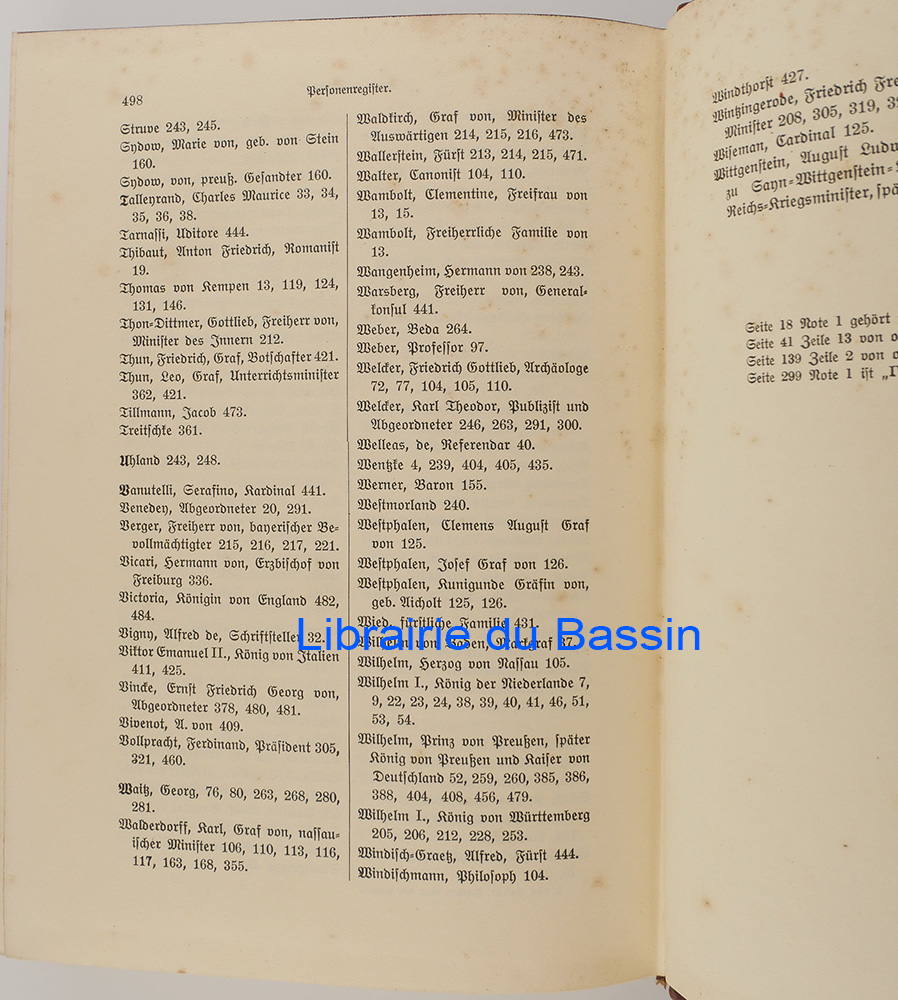 498
Personenregister.
Struve 243, 245.
Sydow, Marie von, geb. von Stein
160.
Sydow, von, preuß. Gesandter 160.
Talleyrand, Charles Maurice 33, 34,
35, 36, 38.
Tarnassi, Uditore 444.
Thibaut, Anton Friedrich, Romanist
19.
Thomas von Kempen 13, 119, 124,
131, 146.
Thon-Dittmer, Gottlieb, Freiherr von,
Minister des Innern 212.
Thun, Friedrich, Graf, Botschafter 421.
Thun, Leo, Graf, Unterrichtsminister
362, 421.
Tillmann, Jacob 473.
Treitschke 361.
Uhland 243, 248.
Vanutelli, Serafino, Kardinal 441.
Venedey, Abgeordneter 20, 291.
Verger, Freiherr von, bayerischer Be-
vollmächtigter 215, 216, 217, 221.
Vicari, Hermann von, Erzbischof von
Freiburg 336.
Victoria, Königin von England 482,
484.
Vigny, Alfred de, Schriftsteller 32.
Viktor Emanuel II., König von Italien
411, 425.
Vincke, Ernst Friedrich Georg von,
Abgeordneter 378, 480, 481.
Vivenot, A. von 409.
Vollpracht, Ferdinand, Präsident 305,
321, 460.
Waitz, Georg, 76, 80, 263, 268, 280,
281.
Walderdorff, Karl, Graf von, nassau-
ischer Minister 106, 110, 113, 116,
117, 163, 168, 355.
Waldkirch, Graf von, Minister des
Auswärtigen 214, 215, 216, 473.
Wallerstein, Fürst 213, 214, 215, 471.
Walter, Canonist 104, 110.
Wambolt, Clementine, Freifrau von
13, 15.
Wambolt, Freiherrliche Familie von
13.
Wangenheim, Hermann von 238, 243.
Warsberg, Freiherr von, General-
konsul 441.
Weber, Beda 264.
Weber, Professor 97.
Welcker, Friedrich Gottlieb, Archäologe
72, 77, 104, 105, 110.
Welcker, Karl Theodor, Publizist und
Abgeordneter 246, 263, 291, 300.
Welleas, de, Referendar 40.
Wentzke 4, 239, 404, 405, 435.
Werner, Baron 155.
Westmorland 240.
Westphalen, Clemens August Graf
von 125.
Westphalen, Josef Graf von 126.
Westphalen, Kunigunde Gräfin von,
geb. Aicholt 125, 126.
Wied, fürstliche Familie 431.
Wilhelm von Baden, Markgraf 37.
Wilhelm, Herzog von Nassau 105.
Wilhelm I., König der Niederlande 7,
9, 22, 23, 24, 38, 39, 40, 41, 46, 51,
53, 54.
Wilhelm, Prinz von Preußen, später
König von Preußen und Kaiser von
Deutschland 52, 259, 260, 385, 386,
388, 404, 408, 456, 479.
Wilhelm I., König von Württemberg
205, 206, 212, 228, 253.
Windisch-Graetz, Alfred, Fürst 444.
Windischmann, Philosoph 104.
Librairie du Bassin
Windthorst 427.
Wintzingerode, Friedrich
Minister 208, 305, 319,
Wiseman, Cardinal 125.
Wittgenstein, August
zu Sayn-Wittgenstein-
Reichs-Kriegsminister,
Seite 18 Note 1 gehört
Seite 41 Zeile 13 von
Seite 139 Zeile 2 von
Seite 299 Note 1 ist